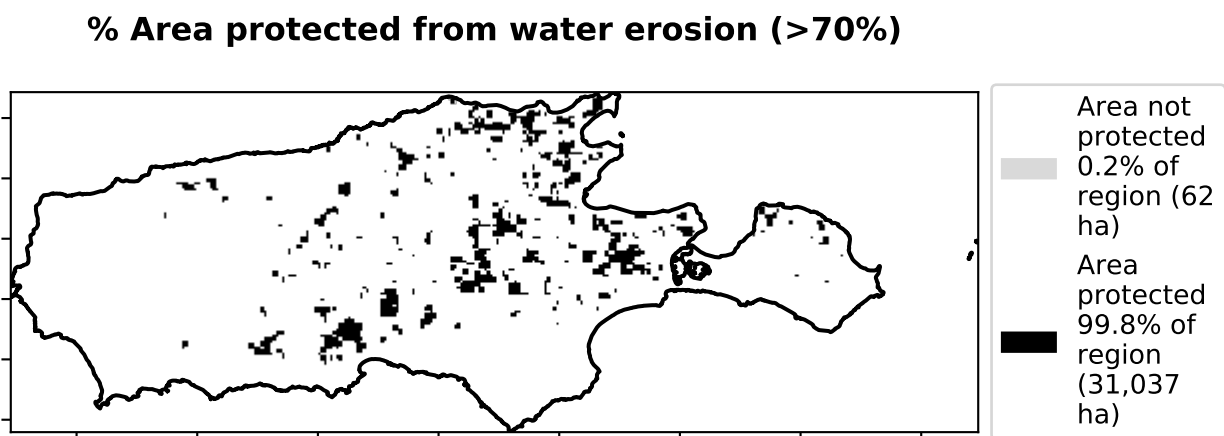 % Area protected from water erosion (>70%)
Area not
protected
0.2% of
region (62
ha)
Area
protected
99.8% of
region
(31,037
ha)